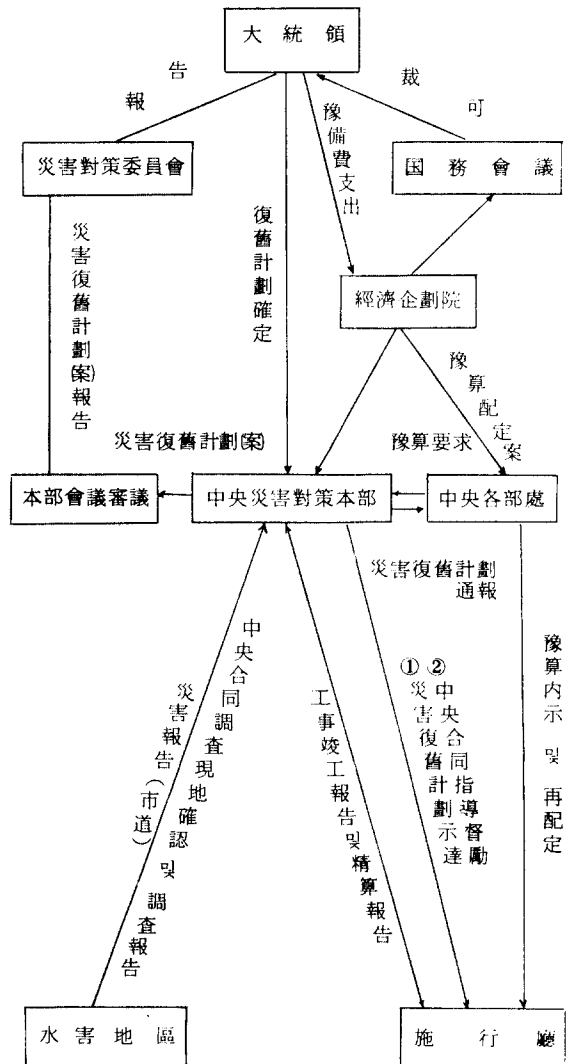 大統領
報告
裁可
豫備費支出
災害對策委員會
国務會議
復舊計劃確定
災害復舊計劃(案)報告
經濟企劃院
豫算配定案
災害復舊計劃(案)
豫算要求
本部會議審議
中央災害對策本部
中央各部處
災害復舊計劃
通報
災害報告(市道)
中央合同調査現地確認 및 調査報告
工事竣工報告 및 精算報告
①災害復舊計劃示達
②中央合同指導督勵
豫算内示 및 再配定
水害地區
施行廳